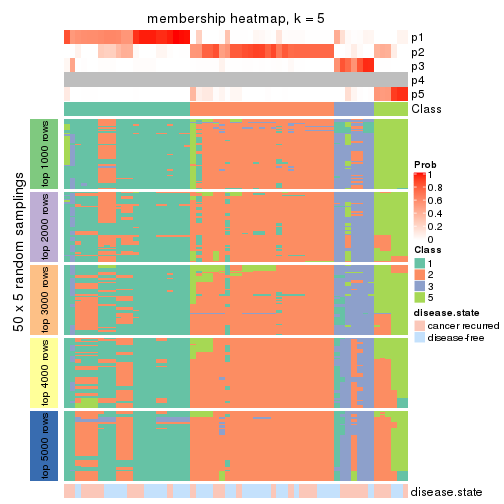 membership heatmap, k = 5
p1
p2
p3
p4
p5
Class
50 x 5 random samplings
top 1000 rows
top 2000 rows
top 3000 rows
top 4000 rows
top 5000 rows
Prob
1
0.8
0.6
0.4
0.2
0
Class
1
2
3
5
disease.state
cancer recurred
disease-free
disease.state